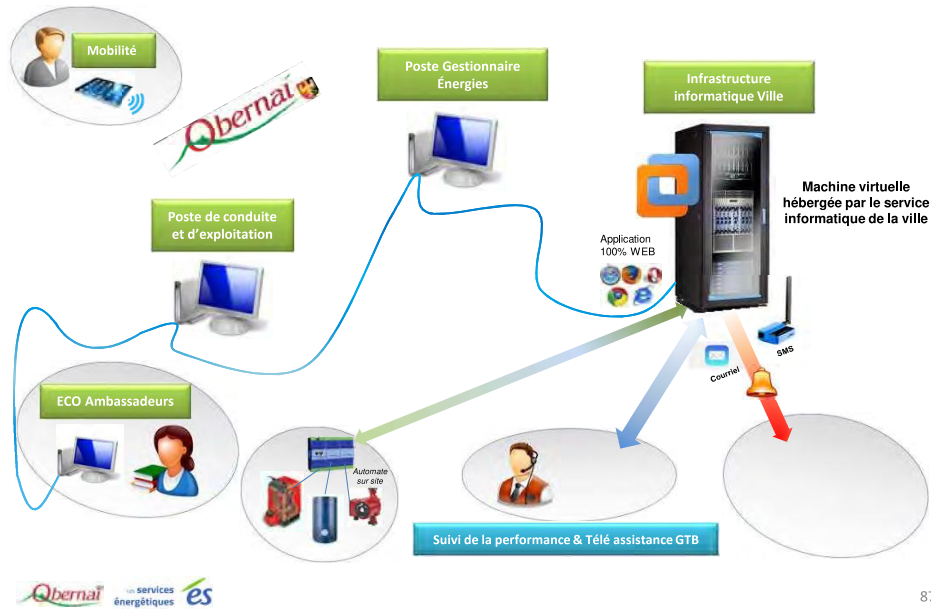 Mobilité
Obernai
Poste Gestionnaire
Énergies
Infrastructure
informatique Ville
Machine virtuelle
hébergée par le service
informatique de la ville
Poste de conduite
et d'exploitation
Application
100% WEB
SMS
Courriel
ECO Ambassadeurs
Automate
sur site
Suivi de la performance & Télé assistance GTB
Obernai
services
énergétiques
és
87